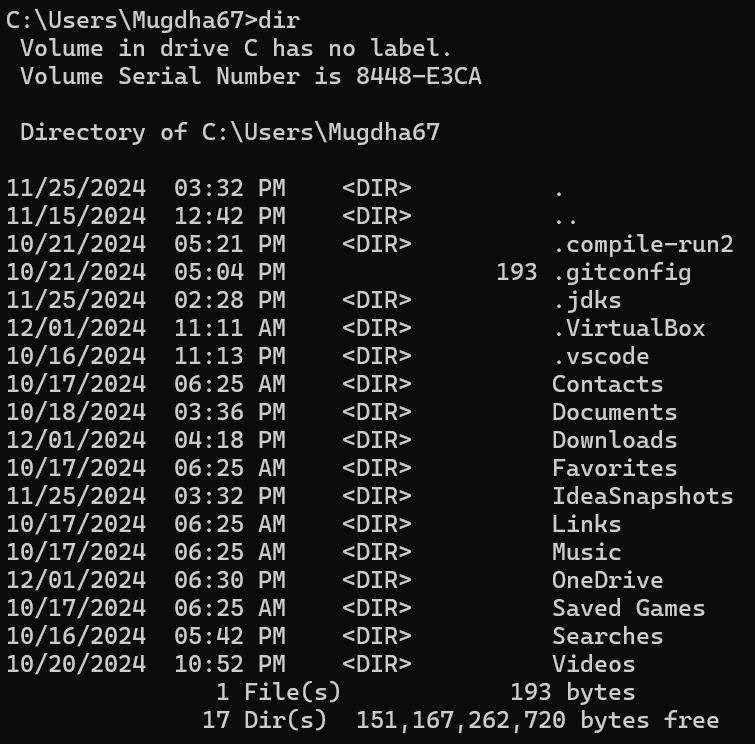 C:\Users\Mugdha67>dir
 Volume in drive C has no label.
 Volume Serial Number is 8448-E3CA

 Directory of C:\Users\Mugdha67

11/25/2024  03:32 PM    <DIR>          .
11/15/2024  12:42 PM    <DIR>          ..
10/21/2024  05:21 PM    <DIR>          .compile-run2
10/21/2024  05:04 PM               193 .gitconfig
11/25/2024  02:28 PM    <DIR>          .jdks
12/01/2024  11:11 AM    <DIR>          .VirtualBox
10/16/2024  11:13 PM    <DIR>          .vscode
10/17/2024  06:25 AM    <DIR>          Contacts
10/18/2024  03:36 PM    <DIR>          Documents
12/01/2024  04:18 PM    <DIR>          Downloads
10/17/2024  06:25 AM    <DIR>          Favorites
11/25/2024  03:32 PM    <DIR>          IdeaSnapshots
10/17/2024  06:25 AM    <DIR>          Links
10/17/2024  06:25 AM    <DIR>          Music
12/01/2024  06:30 PM    <DIR>          OneDrive
10/17/2024  06:25 AM    <DIR>          Saved Games
10/16/2024  05:42 PM    <DIR>          Searches
10/20/2024  10:52 PM    <DIR>          Videos
               1 File(s)            193 bytes
              17 Dir(s)  151,167,262,720 bytes free